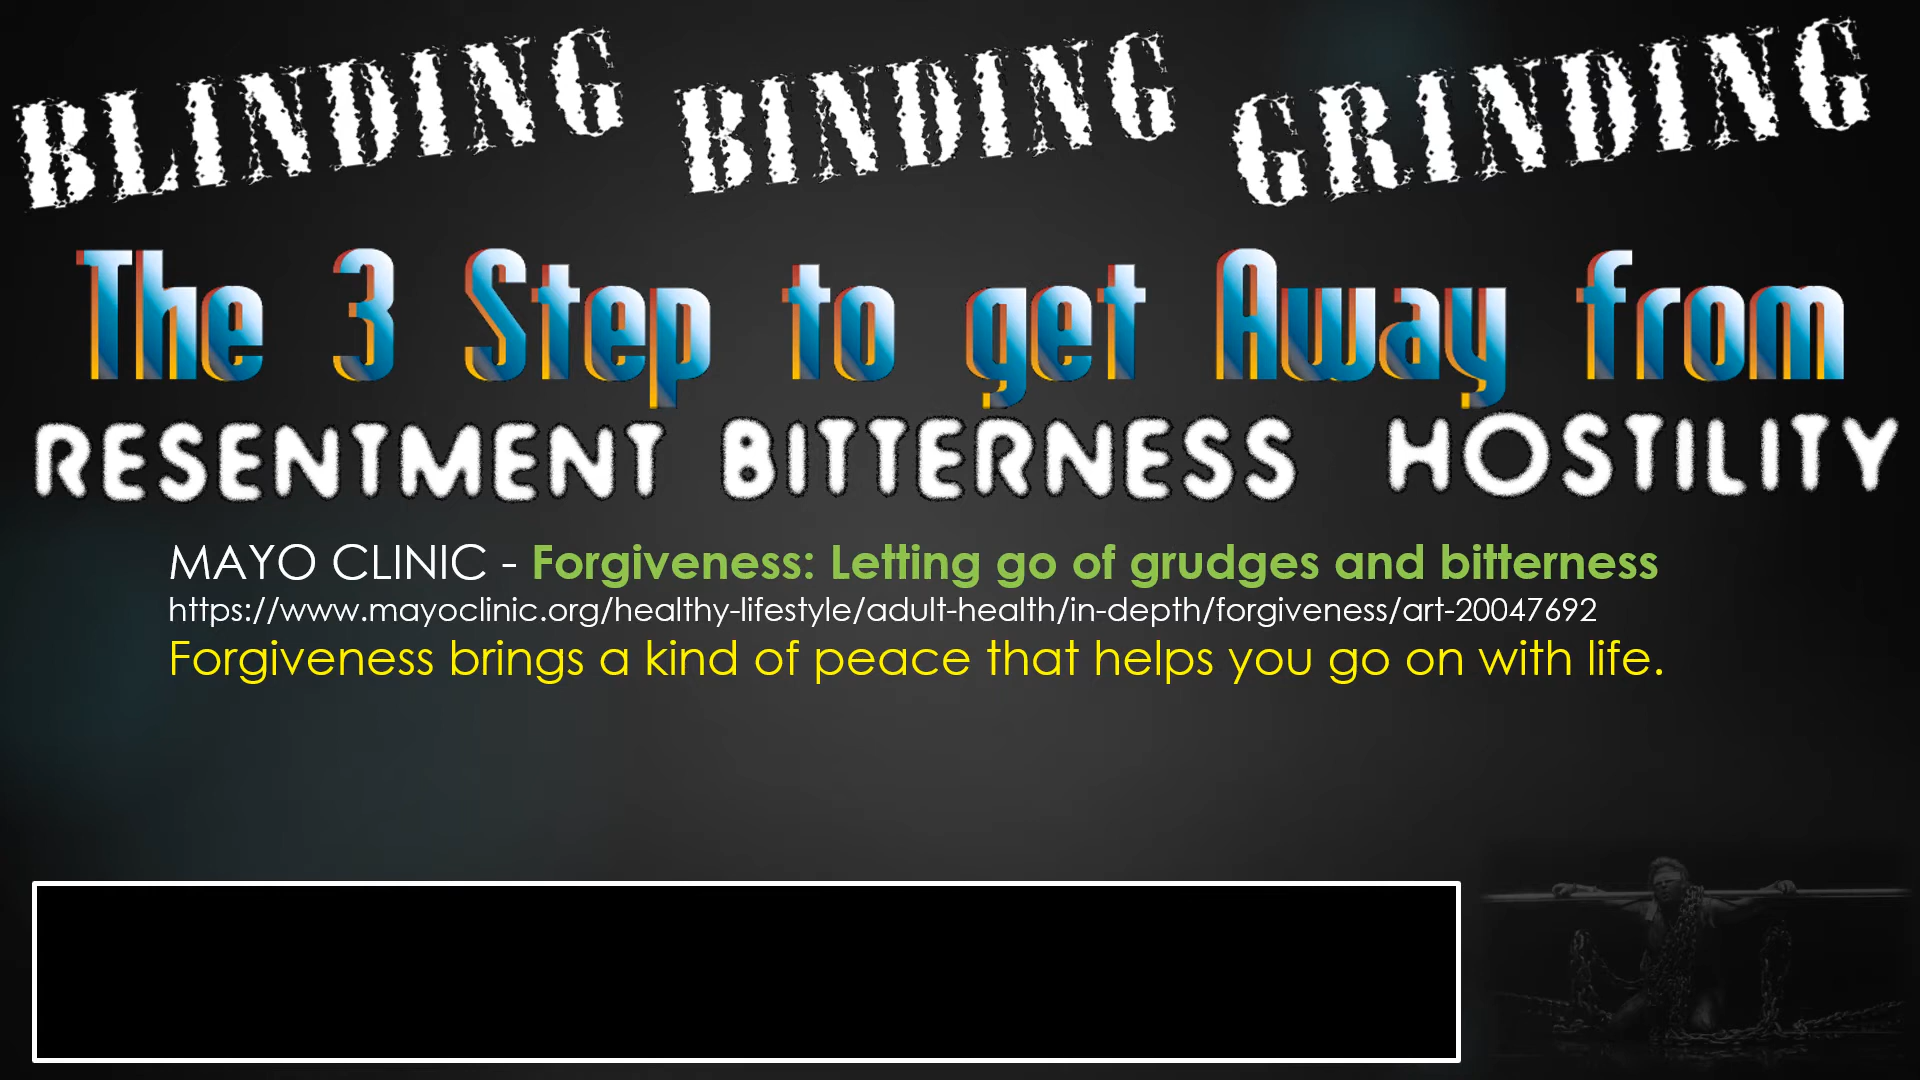 BLINDING BINDING GRINDING
The 3 Step to get Away from
RESENTMENT BITTERNESS HOSTILITY
MAYO CLINIC - Forgiveness: Letting go of grudges and bitterness
https://www.mayoclinic.org/healthy-lifestyle/adult-health/in-depth/forgiveness/art-20047692
Forgiveness brings a kind of peace that helps you go on with life.